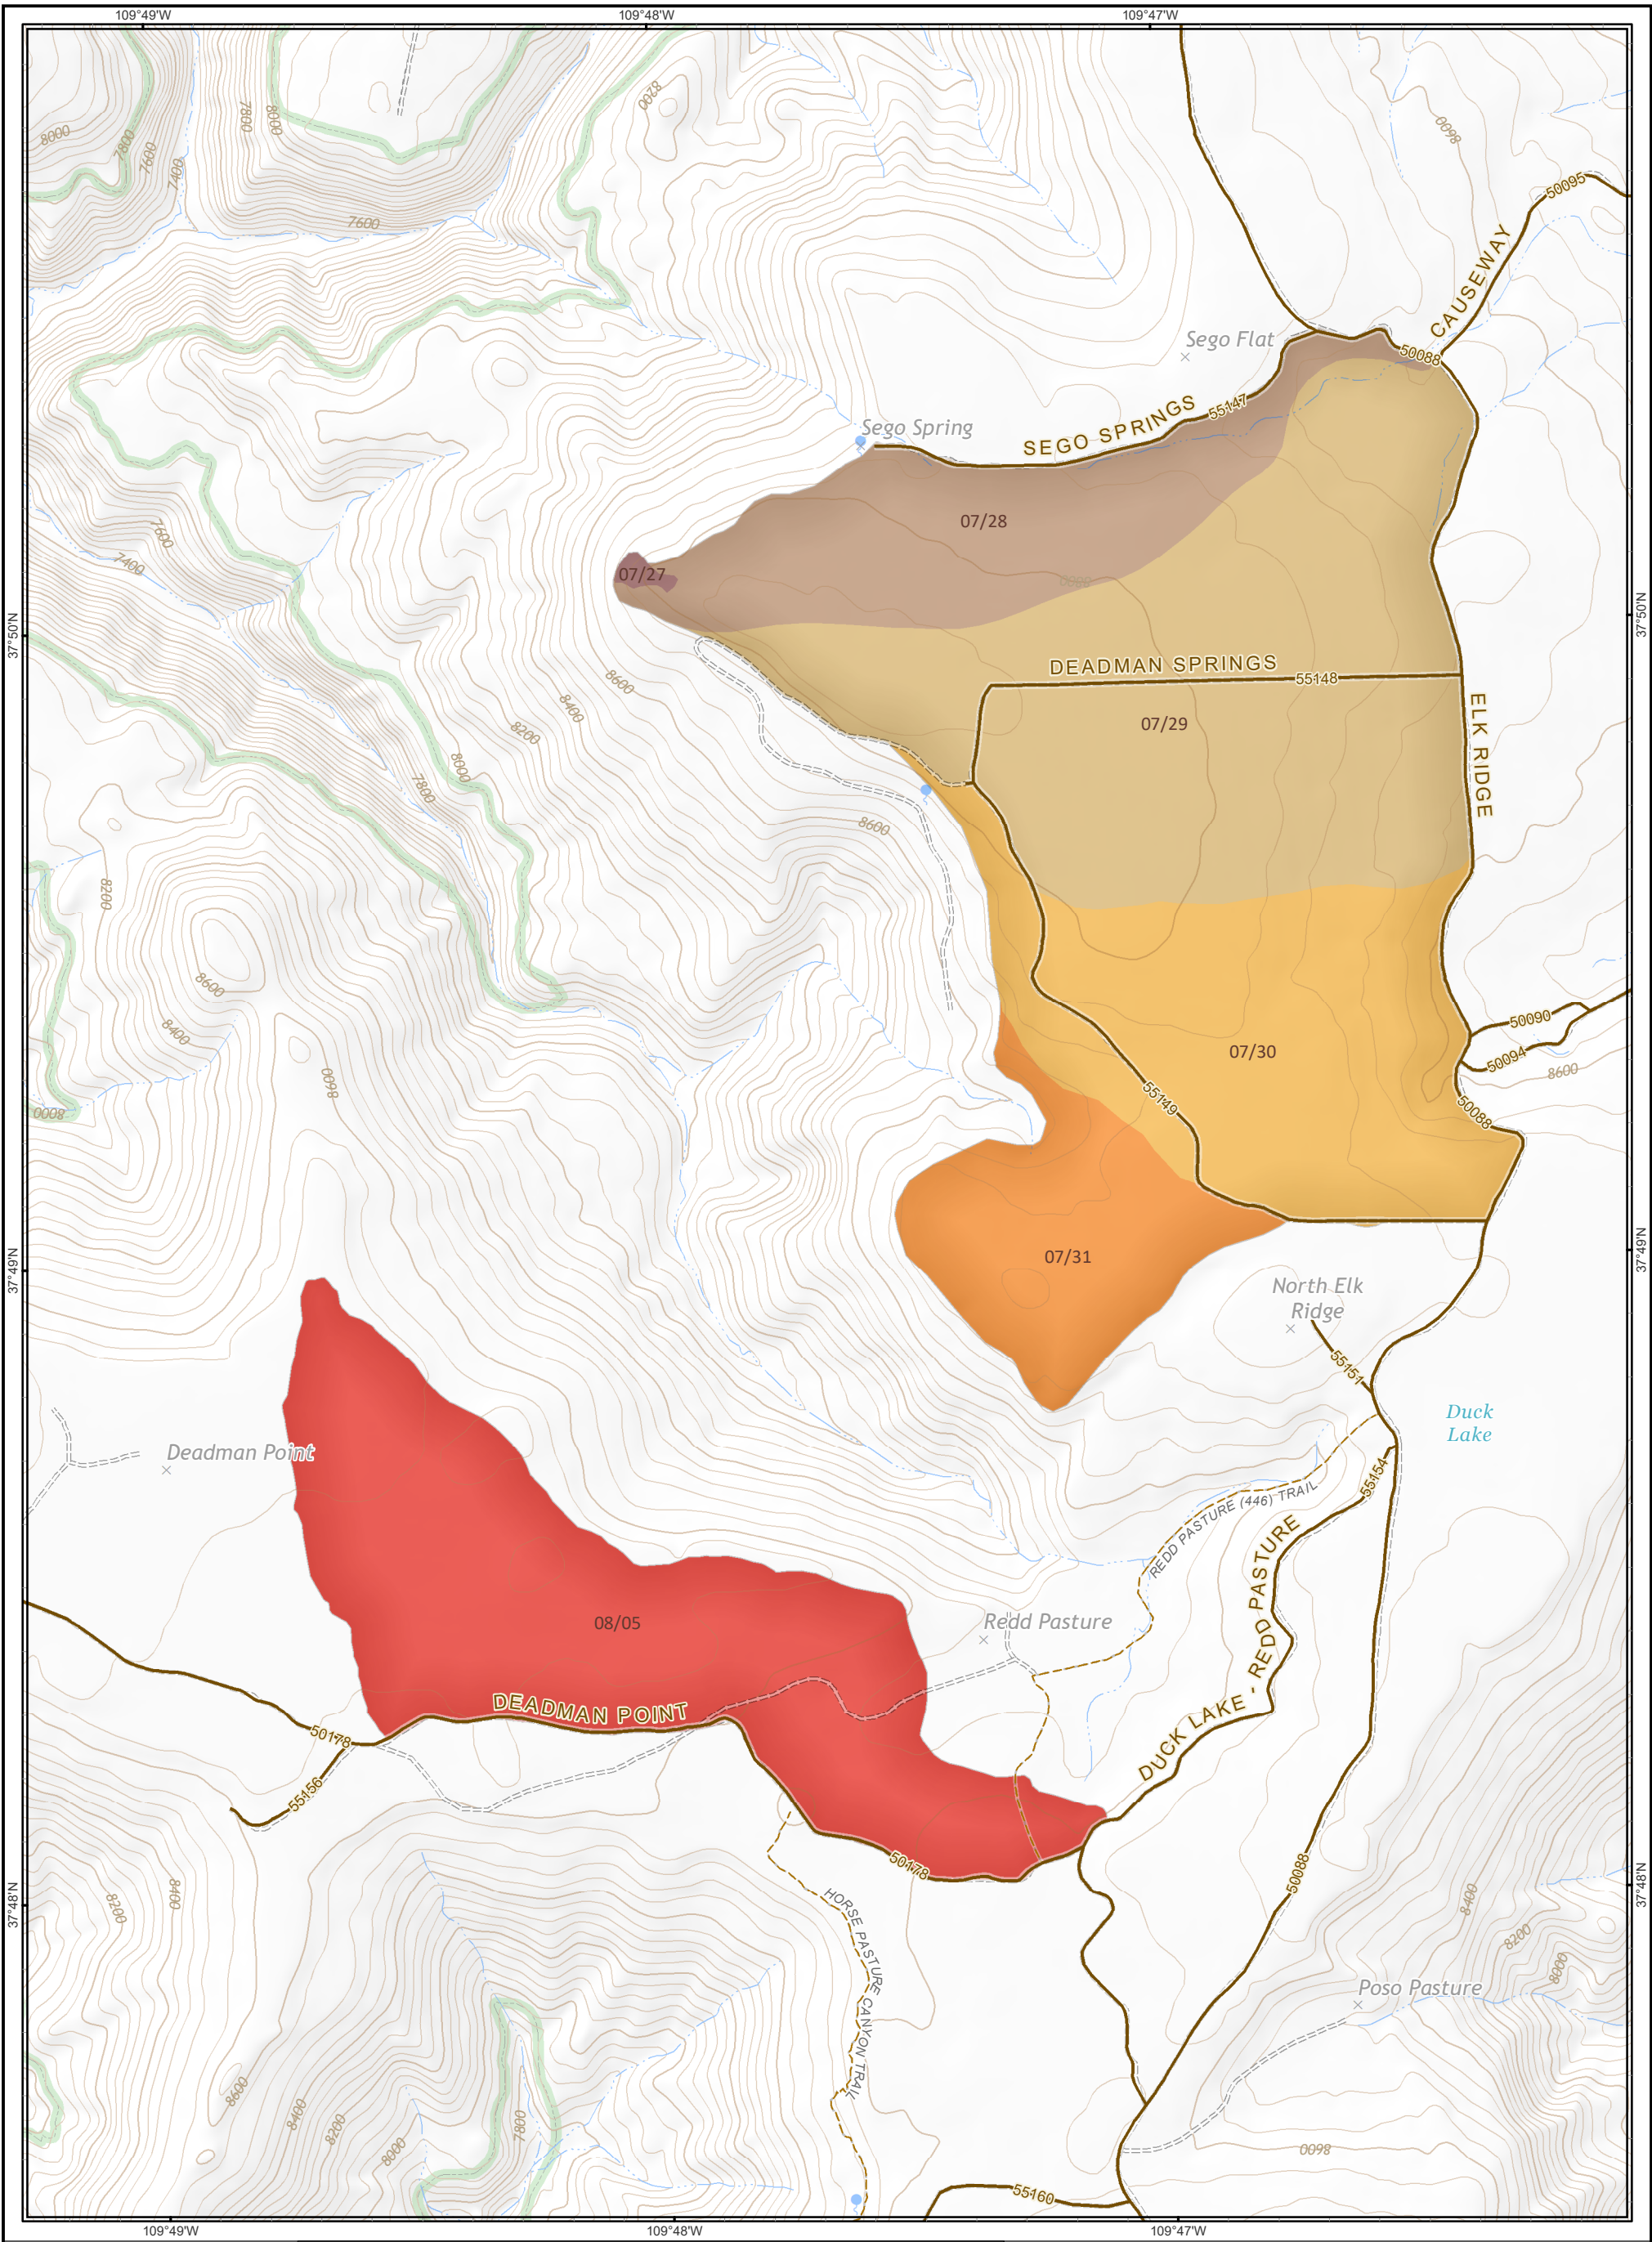 109°49'W
109°48'W
109°47'W
8200
8000
7800
7600
7400
7800
8000
8600
50095
7600
CAUSEWAY
Sego Flat
50088
SEGO SPRINGS
55147
Sego Spring
07/28
7600
7400
07/27
8600
37°50'N
37°50'N
DEADMAN SPRINGS
55148
8600
8400
8200
8000
7800
07/29
ELK RIDGE
8600
8200
8600
8400
50090
07/30
50094
8600
8600
8000
55149
50088
07/31
37°49'N
37°49'N
North Elk
Ridge
55151
Duck
Lake
Deadman Point
55154
REDD PASTURE (446) TRAIL
08/05
Redd Pasture
DUCK LAKE - REDD PASTURE
DEADMAN POINT
50178
55156
50178
50088
37°48'N
37°48'N
8200
8400
HORSE PASTURE CANYON TRAIL
8400
8200
8000
Poso Pasture
8600
8400
8200
8000
7800
8600
55160
109°49'W
109°48'W
109°47'W